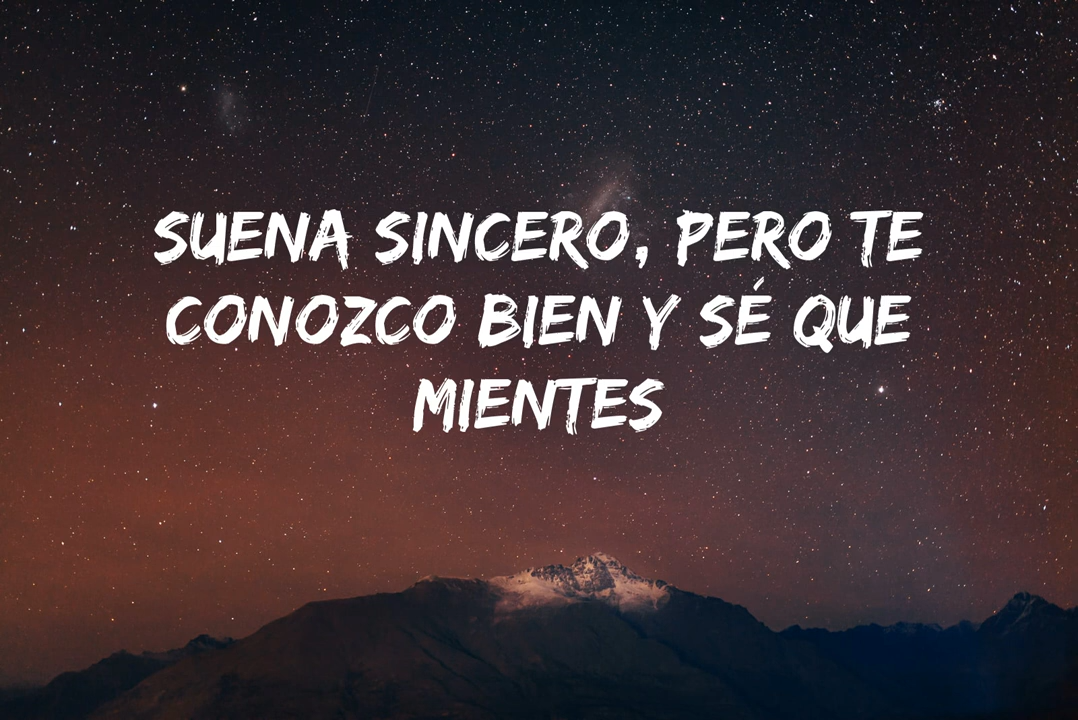 SUENA SINCERO, PERO TE
CONOZCO BIEN Y SÉ QUE
MIENTES